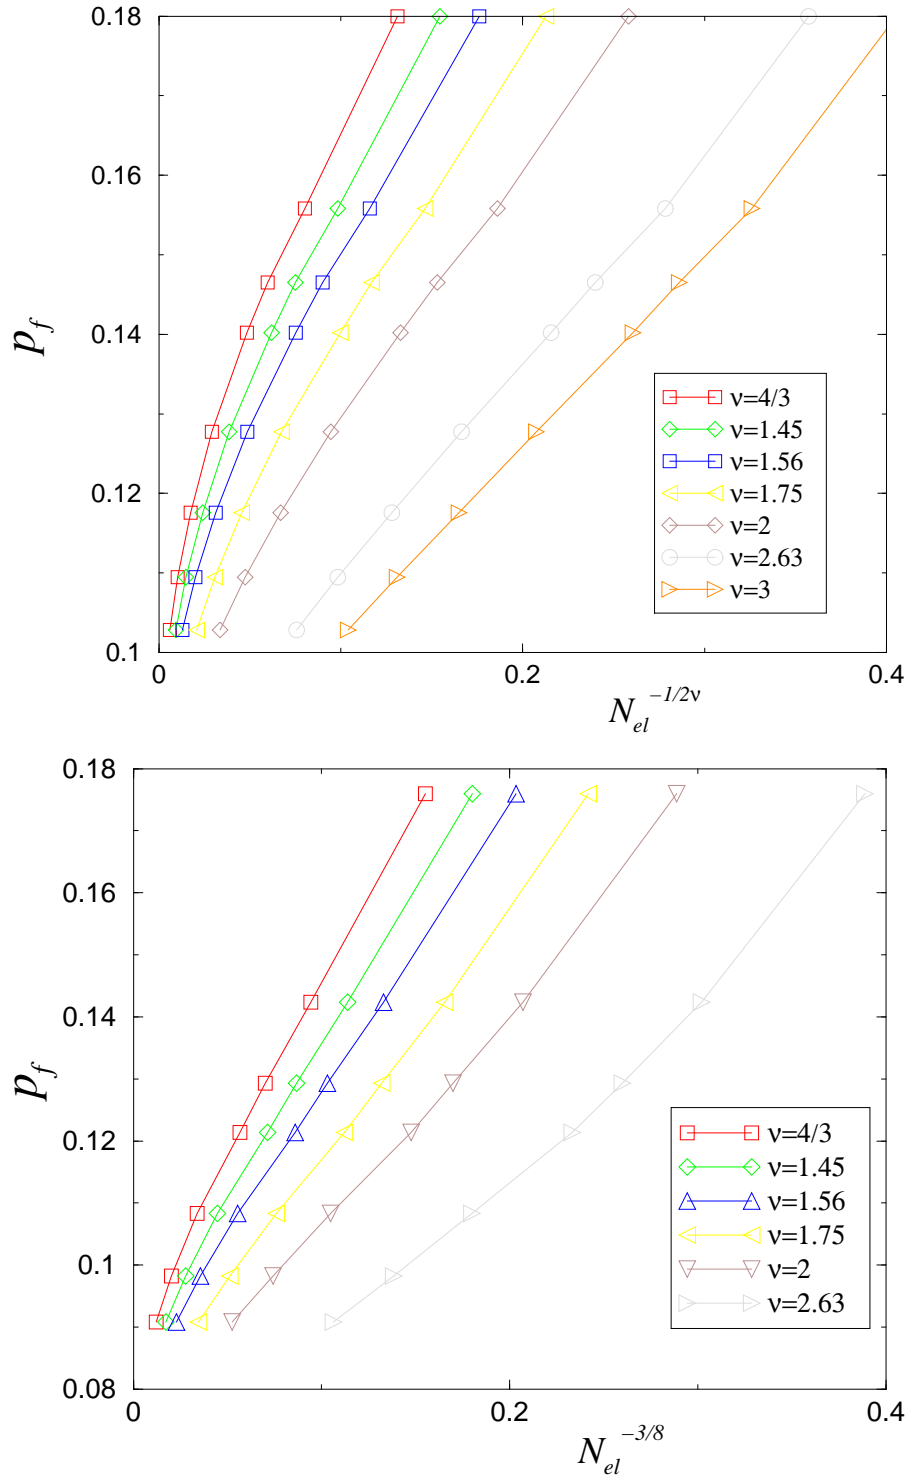 0.18
0.16
0.14
0.12
0.1
p_f
0
0.2
0.4
N_el^-1/2ν
ν=4/3
ν=1.45
ν=1.56
ν=1.75
ν=2
ν=2.63
ν=3
0.18
0.16
0.14
0.12
0.1
0.08
p_f
0
0.2
0.4
N_el^-3/8
ν=4/3
ν=1.45
ν=1.56
ν=1.75
ν=2
ν=2.63